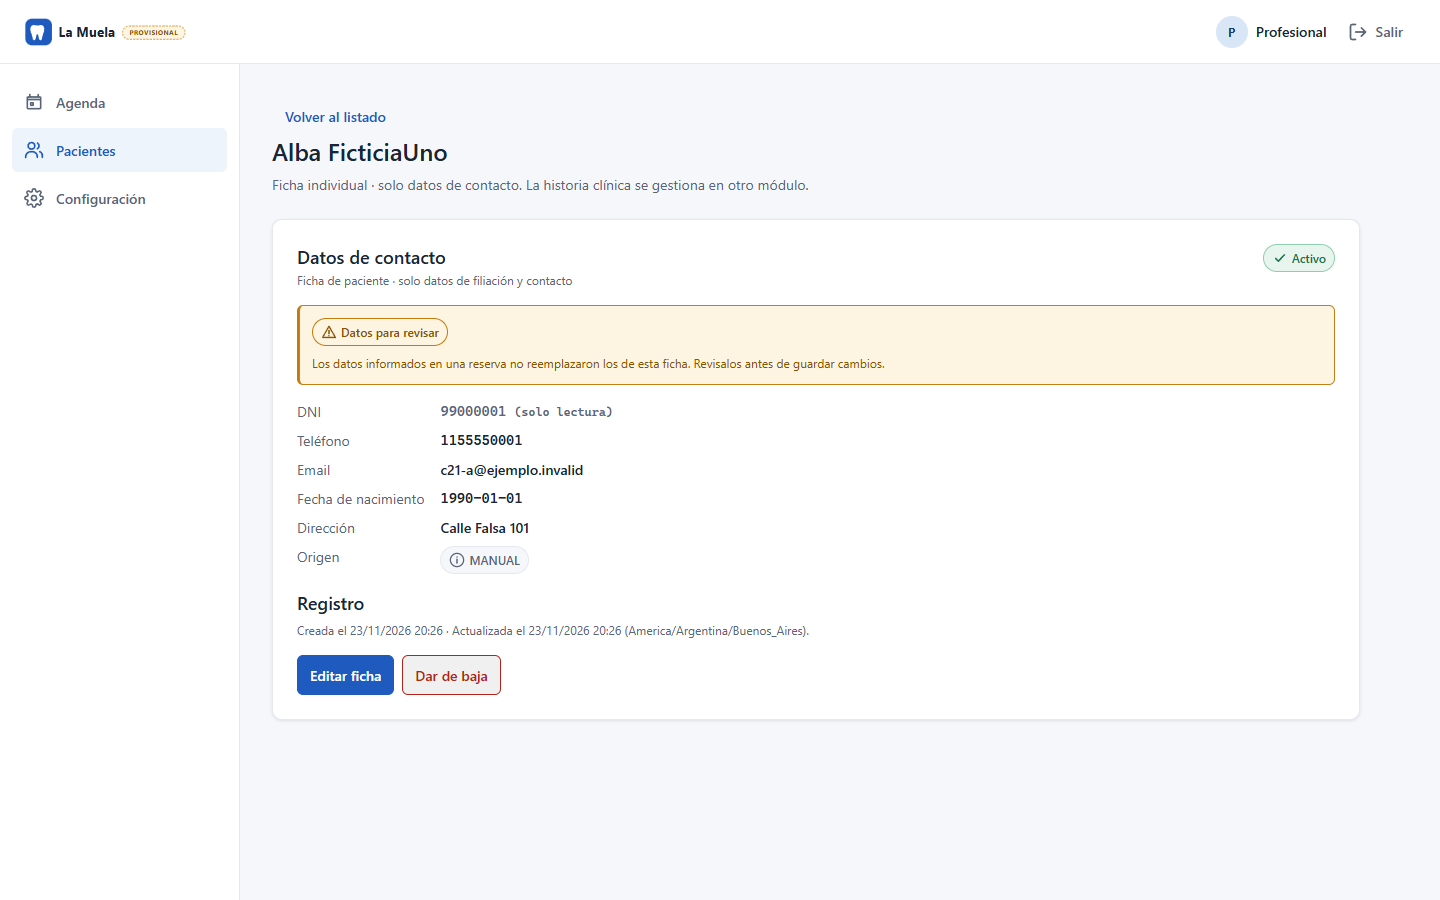 La Muela PROVISIONAL
P Profesional Salir
Agenda
Pacientes
Configuración
Volver al listado
Alba FicticiaUno
Ficha individual · solo datos de contacto. La historia clínica se gestiona en otro módulo.
Datos de contacto
Activo
Ficha de paciente · solo datos de filiación y contacto
Datos para revisar
Los datos informados en una reserva no reemplazaron los de esta ficha. Revisalos antes de guardar cambios.
DNI 99000001 (solo lectura)
Teléfono 1155550001
Email c21-a@ejemplo.invalid
Fecha de nacimiento 1990-01-01
Dirección Calle Falsa 101
Origen MANUAL
Registro
Creada el 23/11/2026 20:26 · Actualizada el 23/11/2026 20:26 (America/Argentina/Buenos_Aires).
Editar ficha Dar de baja